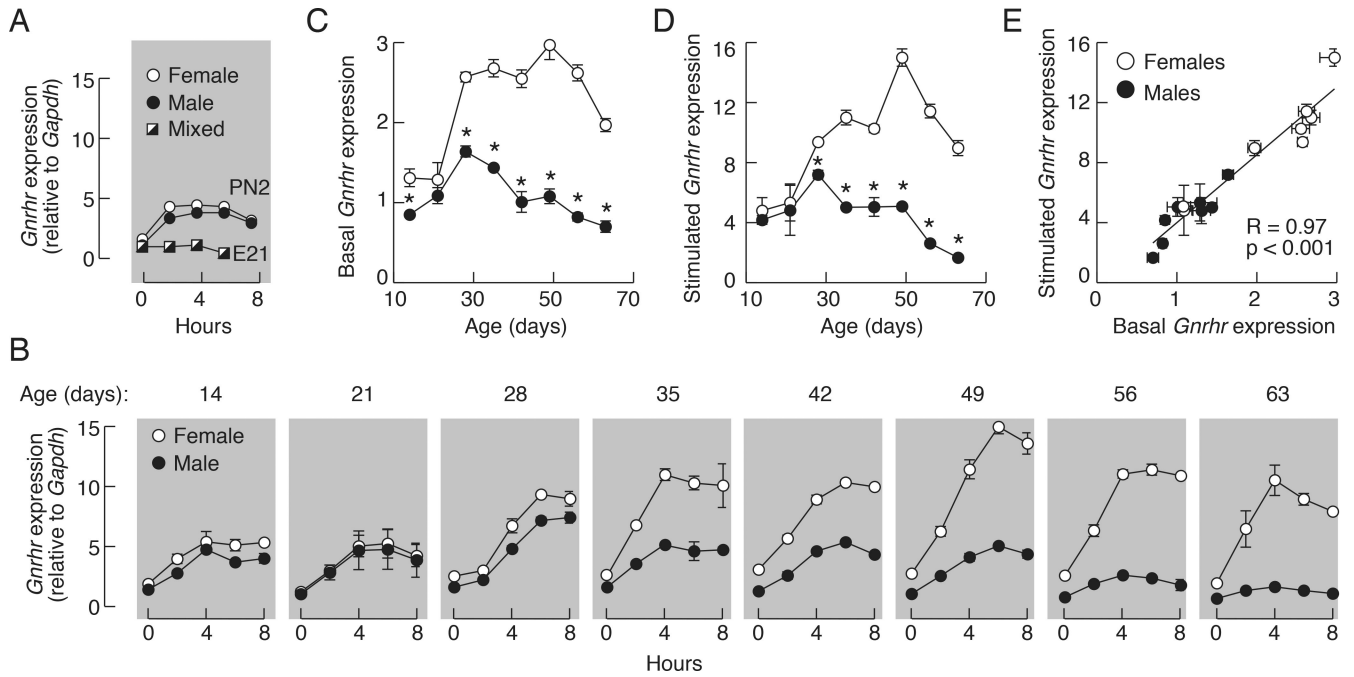 A
Gnrhr expression
(relative to Gapdh)
15
10
5
0
Female
Male
Mixed
PN2
E21
0 4 8
Hours
C
Basal Gnrhr expression
3
2
1
0
*
*
*
*
*
*
*
10 30 50 70
Age (days)
D
Stimulated Gnrhr expression
16
12
8
4
0
*
*
*
*
*
*
10 30 50 70
Age (days)
E
Stimulated Gnrhr expression
16
12
8
4
0
Females
Males
R = 0.97
p < 0.001
0 1 2 3
Basal Gnrhr expression
B
Age (days): 14 21 28 35 42 49 56 63
Gnrhr expression
(relative to Gapdh)
15
10
5
0
Female
Male
0 4 8 0 4 8 0 4 8 0 4 8 0 4 8 0 4 8 0 4 8 0 4 8
Hours